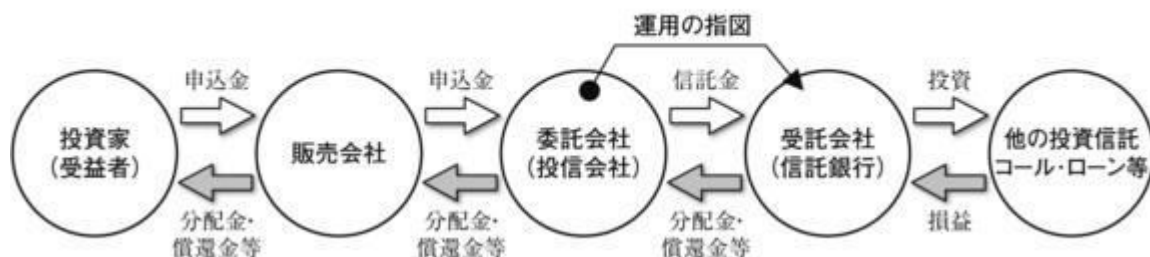 運用の指図
申込金
申込金
信託金
投資
投資家
(受益者)
販売会社
委託会社
(投信会社)
受託会社
(信託銀行)
他の投資信託
コール・ローン等
分配金・
償還金等
分配金・
償還金等
分配金・
償還金等
損益